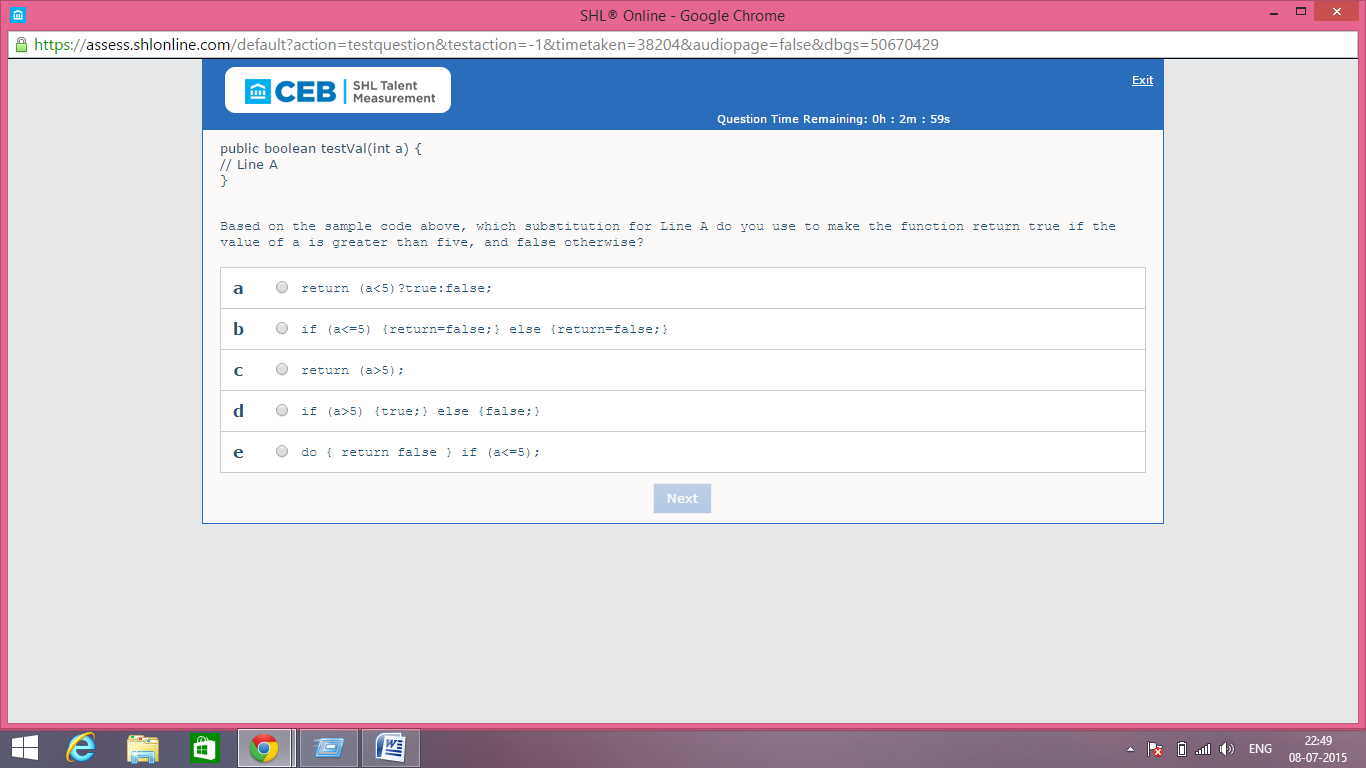 SHL® Online - Google Chrome
https://assess.shlonline.com/default?action=testquestion&testaction=-1&timetaken=38204&audiopage=false&dbgs=50670429
CEB SHL Talent
Measurement
Exit
Question Time Remaining: 0h : 2m : 59s
public boolean testVal(int a) {
// Line A
}
Based on the sample code above, which substitution for Line A do you use to make the function return true if the
value of a is greater than five, and false otherwise?
a return (a<5)?true:false;
b if (a<=5) {return=false;} else {return=false;}
c return (a>5);
d if (a>5) {true;} else {false;}
e do { return false } if (a<=5);
Next
ENG
22:49
08-07-2015